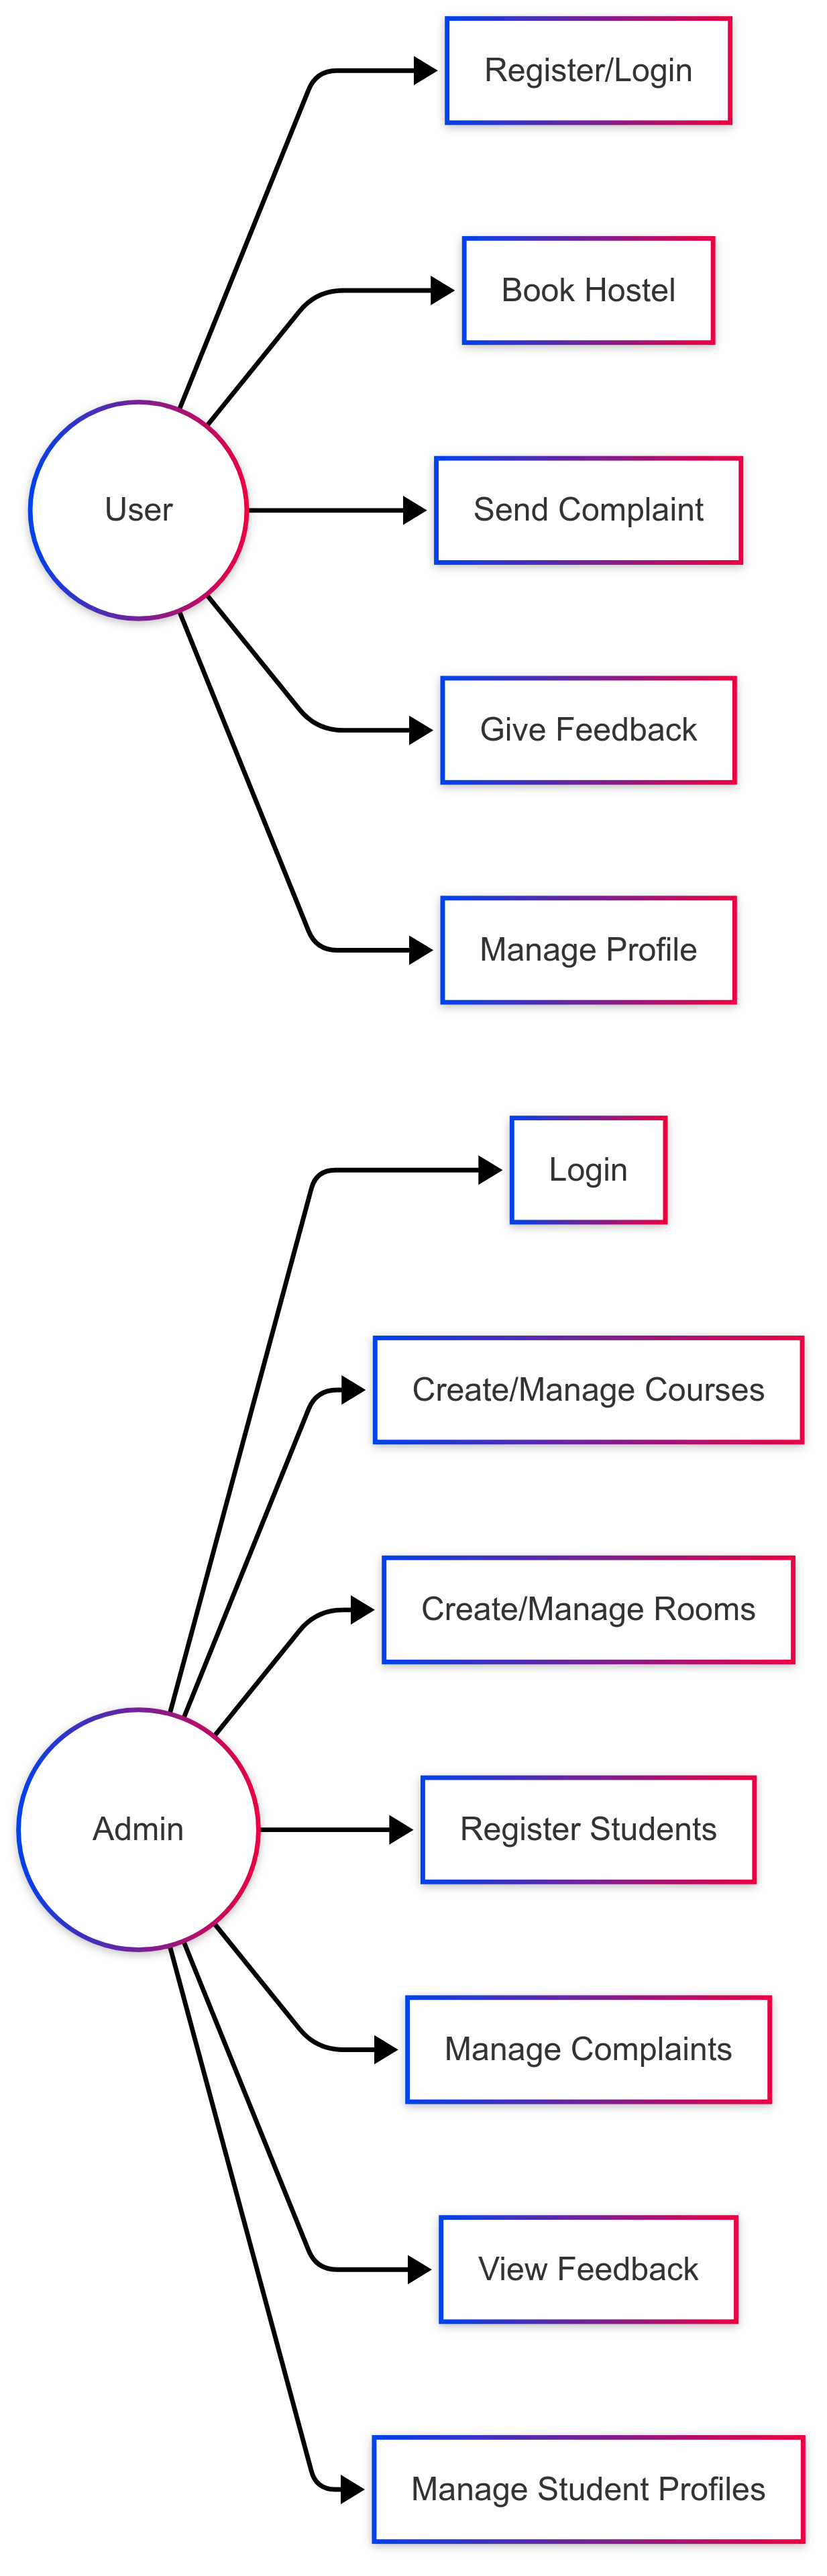 Register/Login
Book Hostel
User
Send Complaint
Give Feedback
Manage Profile
Login
Create/Manage Courses
Create/Manage Rooms
Admin
Register Students
Manage Complaints
View Feedback
Manage Student Profiles